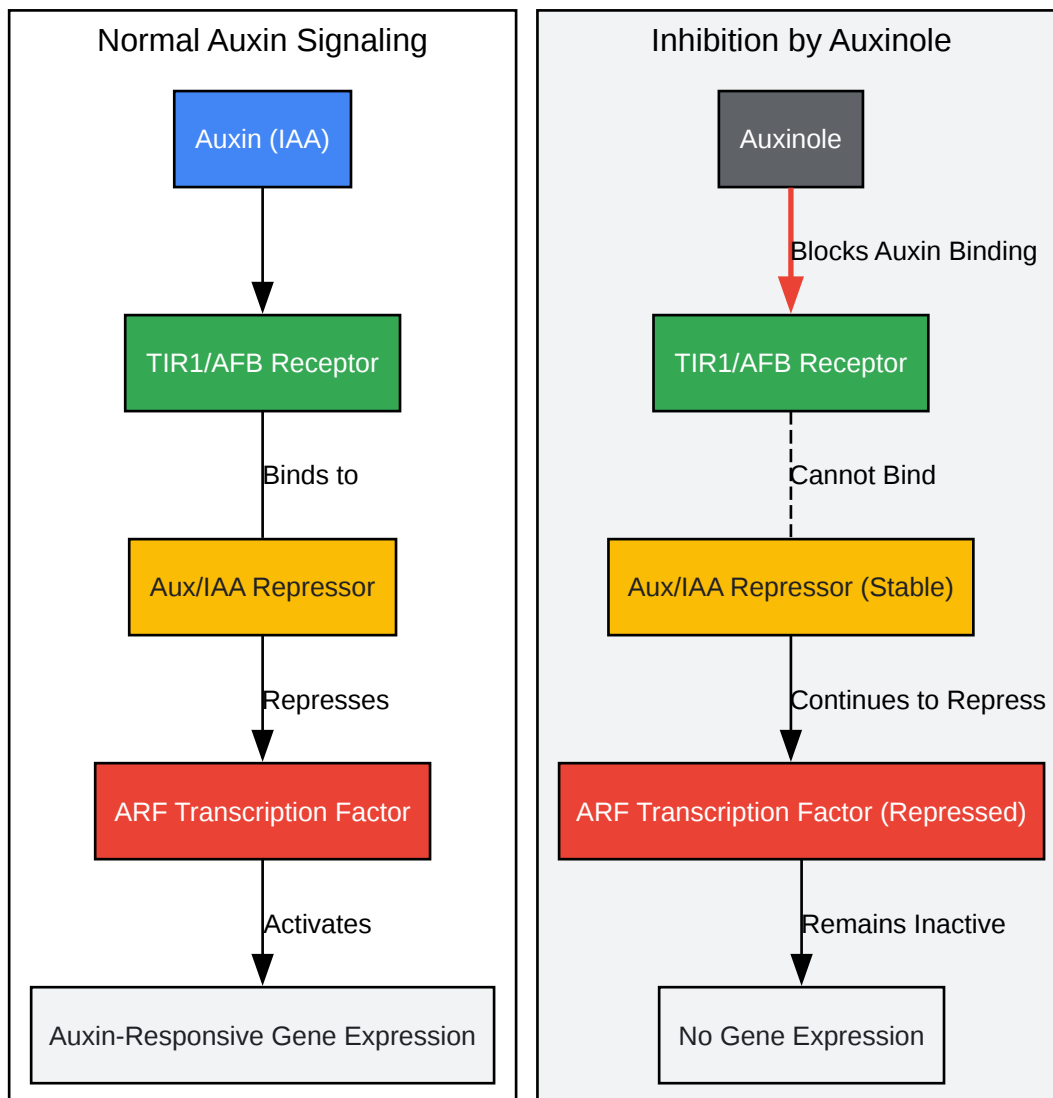 Normal Auxin Signaling
Auxin (IAA)
TIR1/AFB Receptor
Binds to
Aux/IAA Repressor
Represses
ARF Transcription Factor
Activates
Auxin-Responsive Gene Expression
Inhibition by Auxinole
Auxinole
Blocks Auxin Binding
TIR1/AFB Receptor
Cannot Bind
Aux/IAA Repressor (Stable)
Continues to Repress
ARF Transcription Factor (Repressed)
Remains Inactive
No Gene Expression